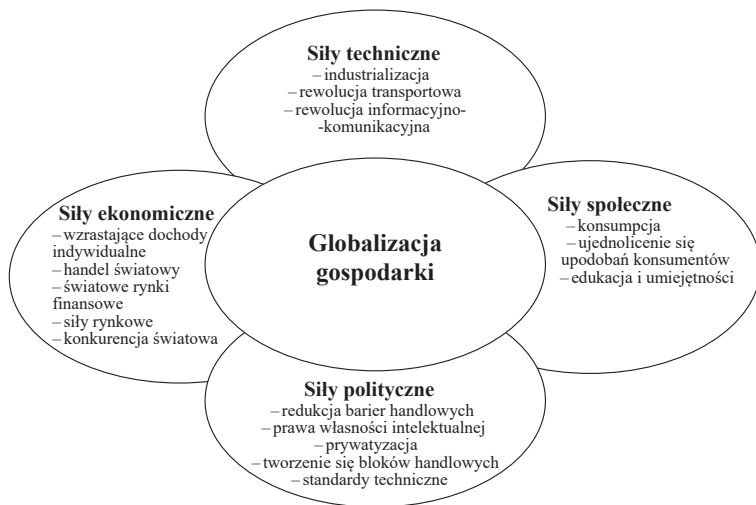 Siły techniczne
– industrializacja
– rewolucja transportowa
– rewolucja informacyjno-
-komunikacyjna
Siły ekonomiczne
– wzrastające dochody
indywidualne
– handel światowy
– światowe rynki
finansowe
– siły rynkowe
– konkurencja światowa
Globalizacja
gospodarki
Siły społeczne
– konsumpcja
– ujednolicenie się
upodobań konsumentów
– edukacja i umiejętności
Siły polityczne
– redukcja barier handlowych
– prawa własności intelektualnej
– prywatyzacja
– tworzenie się bloków handlowych
– standardy techniczne